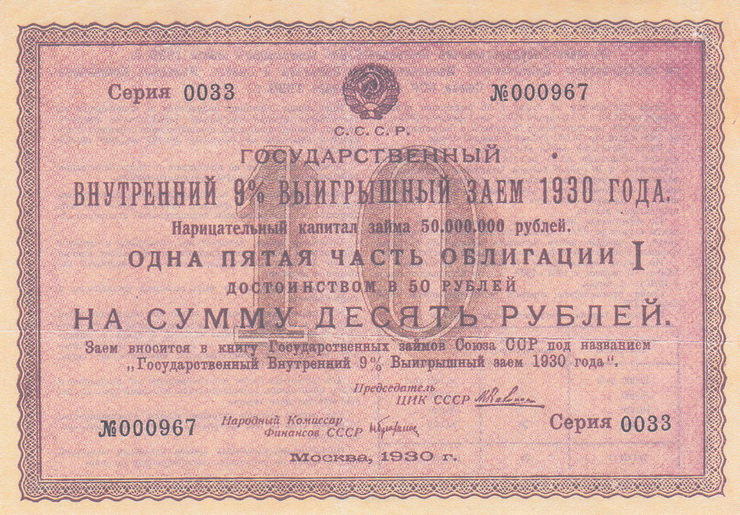 Серия 0033
№000967
С.С.С.Р.
ГОСУДАРСТВЕННЫЙ
ВНУТРЕННИЙ 9% ВЫИГРЫШНЫЙ ЗАЕМ 1930 ГОДА.
Нарицательный капитал займа 50.000.000 рублей.
10
ОДНА ПЯТАЯ ЧАСТЬ ОБЛИГАЦИИ I
ДОСТОИНСТВОМ В 50 РУБЛЕЙ
НА СУММУ ДЕСЯТЬ РУБЛЕЙ.
Заем вносится в книгу Государственных займов Союза ССР под названием
„Государственный Внутренний 9% Выигрышный заем 1930 года“.
Председатель
ЦИК СССР
№000967
Народный Комиссар
Финансов СССР
Серия 0033
Москва, 1930 г.